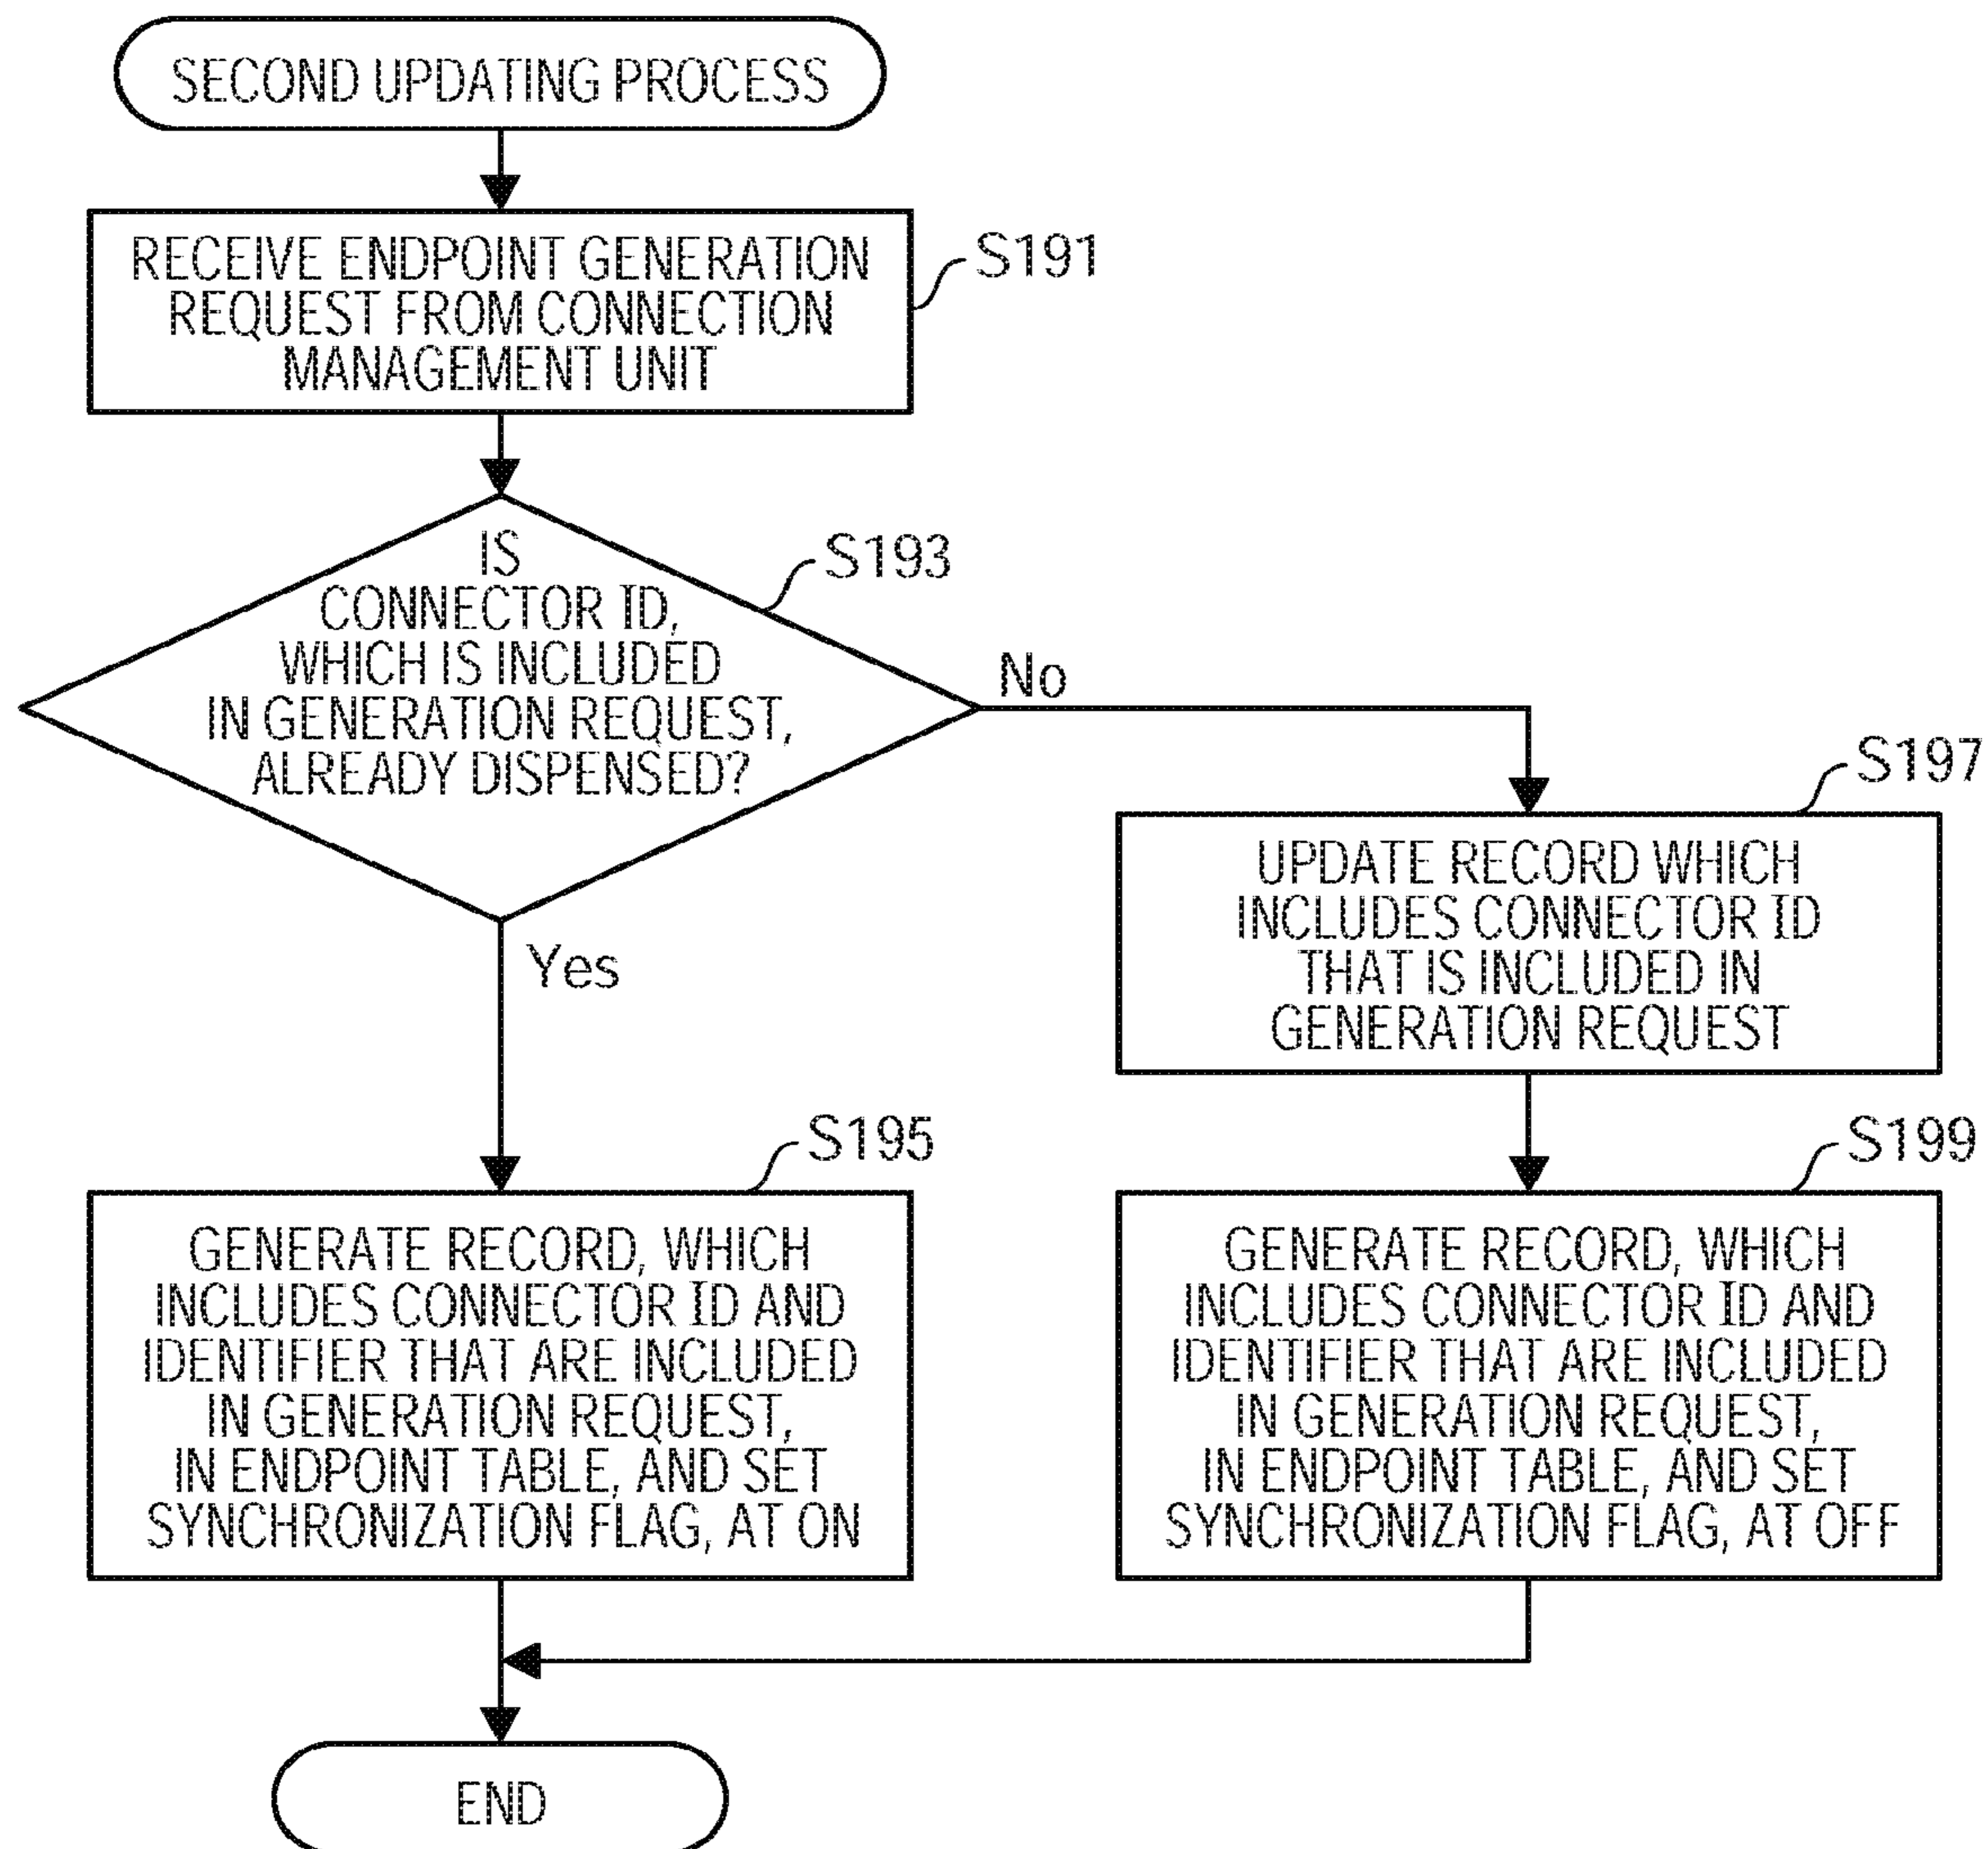 SECOND UPDATING PROCESS
RECEIVE ENDPOINT GENERATION
REQUEST FROM CONNECTION
MANAGEMENT UNIT
S191
IS
CONNECTOR ID,
WHICH IS INCLUDED
IN GENERATION REQUEST,
ALREADY DISPENSED?
S193
No
Yes
S197
UPDATE RECORD WHICH
INCLUDES CONNECTOR ID
THAT IS INCLUDED IN
GENERATION REQUEST
S195
GENERATE RECORD, WHICH
INCLUDES CONNECTOR ID AND
IDENTIFIER THAT ARE INCLUDED
IN GENERATION REQUEST,
IN ENDPOINT TABLE, AND SET
SYNCHRONIZATION FLAG, AT ON
S199
GENERATE RECORD, WHICH
INCLUDES CONNECTOR ID AND
IDENTIFIER THAT ARE INCLUDED
IN GENERATION REQUEST,
IN ENDPOINT TABLE, AND SET
SYNCHRONIZATION FLAG, AT OFF
END